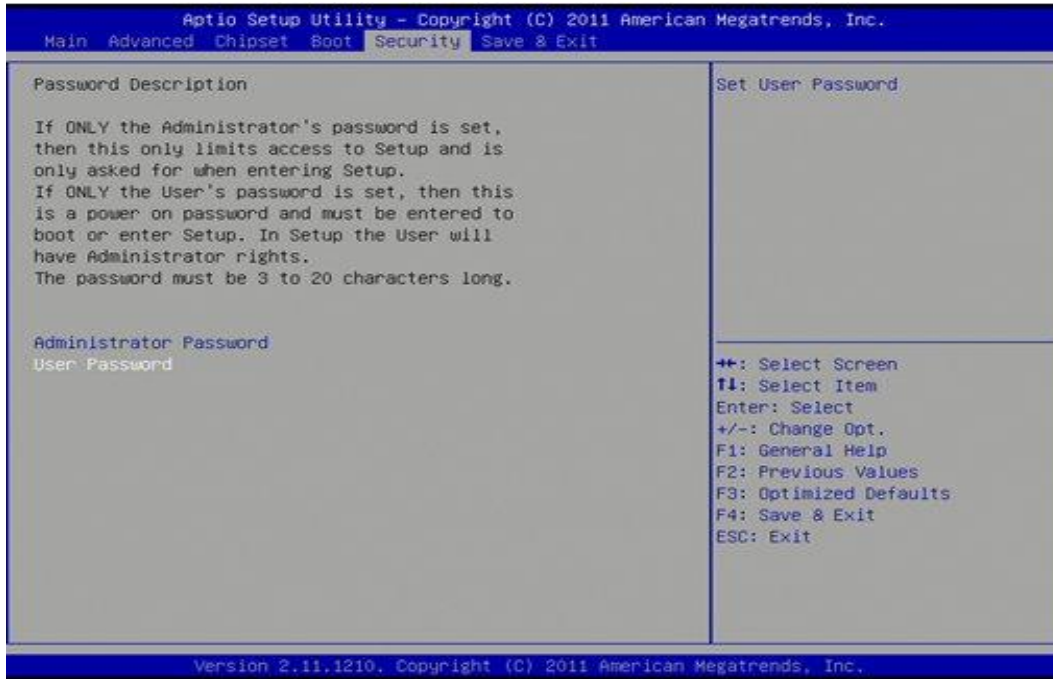 Aptio Setup Utility – Copyright (C) 2011 American Megatrends, Inc.
Main Advanced Chipset Boot Security Save & Exit
Password Description
If ONLY the Administrator's password is set,
then this only limits access to Setup and is
only asked for when entering Setup.
If ONLY the User's password is set, then this
is a power on password and must be entered to
boot or enter Setup. In Setup the User will
have Administrator rights.
The password must be 3 to 20 characters long.
Administrator Password
User Password
Set User Password
→←: Select Screen
↑↓: Select Item
Enter: Select
+/-: Change Opt.
F1: General Help
F2: Previous Values
F3: Optimized Defaults
F4: Save & Exit
ESC: Exit
Version 2.11.1210. Copyright (C) 2011 American Megatrends, Inc.